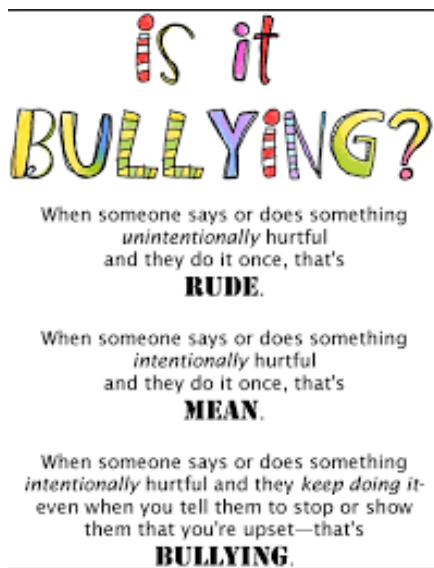 is it
BULLYiNG?
When someone says or does something
unintentionally hurtful
and they do it once, that's
RUDE.
When someone says or does something
intentionally hurtful
and they do it once, that's
MEAN.
When someone says or does something
intentionally hurtful and they keep doing it-
even when you tell them to stop or show
them that you're upset—that's
BULLYING.